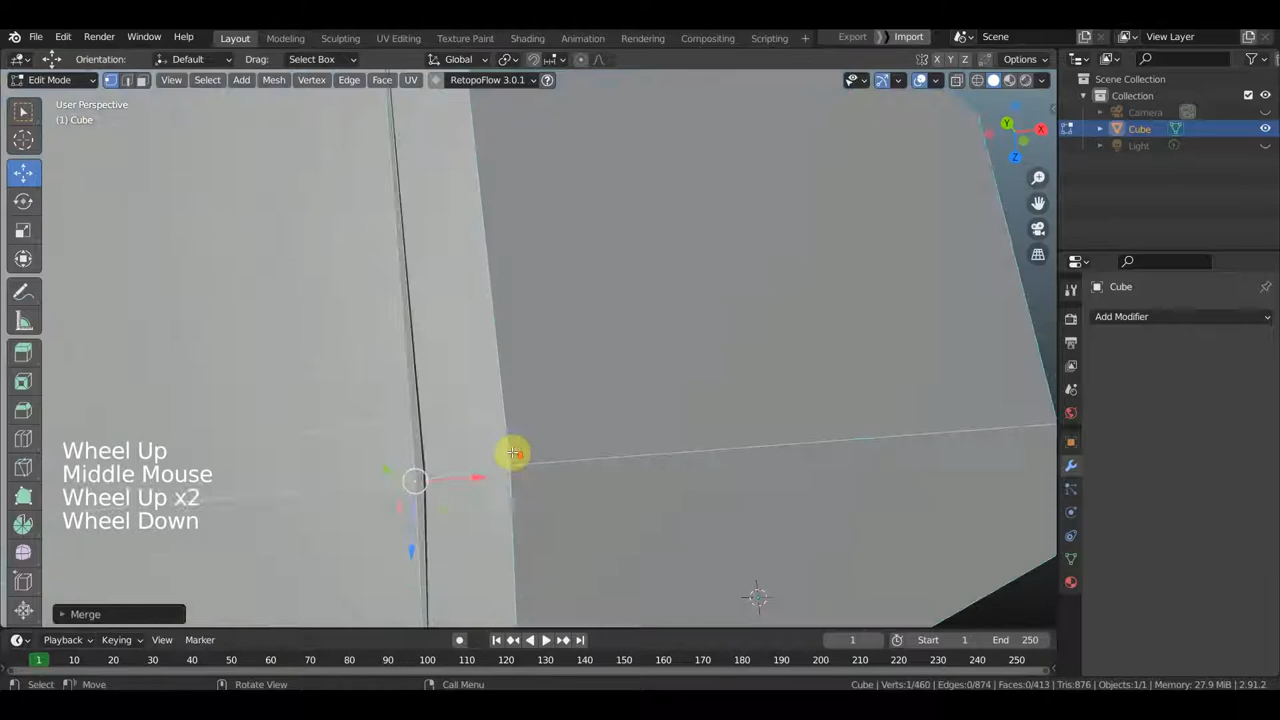 File Edit Render Window Help Layout Modeling Sculpting UV Editing Texture Paint Shading Animation Rendering Compositing Scripting + Export Import Scene View Layer
Orientation: Default Drag: Select Box Global X Y Z Options
Edit Mode View Select Add Mesh Vertex Edge Face UV RetopoFlow 3.0.1
User Perspective
(1) Cube
Scene Collection
Collection
Camera
Cube
Light
Y
X
Z
Cube
Add Modifier
Wheel Up
Middle Mouse
Wheel Up x2
Wheel Down
Merge
Playback Keying View Marker 1 Start 1 End 250
1 10 20 30 40 50 60 70 80 90 100 110 120 130 140 150 160 170 180 190 200 210 220 230 240 250
Select Move Rotate View Call Menu Cube | Verts:1/460 | Edges:0/874 | Faces:0/413 | Tris:876 | Objects:1/1 | Memory: 27.9 MiB | 2.91.2